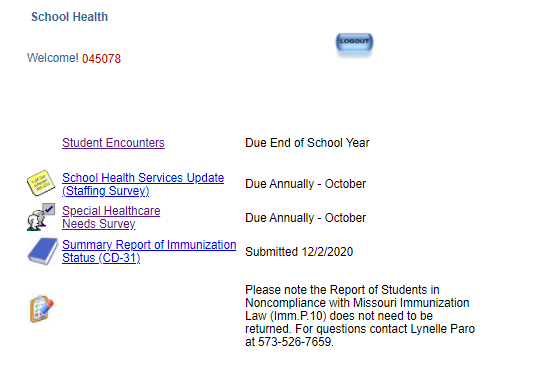 School Health
LOGOUT
Welcome! 045078
Student Encounters
Due End of School Year
School Health Services Update
(Staffing Survey)
Due Annually - October
Special Healthcare
Needs Survey
Due Annually - October
Summary Report of Immunization
Status (CD-31)
Submitted 12/2/2020
Please note the Report of Students in
Noncompliance with Missouri Immunization
Law (Imm.P.10) does not need to be
returned. For questions contact Lynelle Paro
at 573-526-7659.